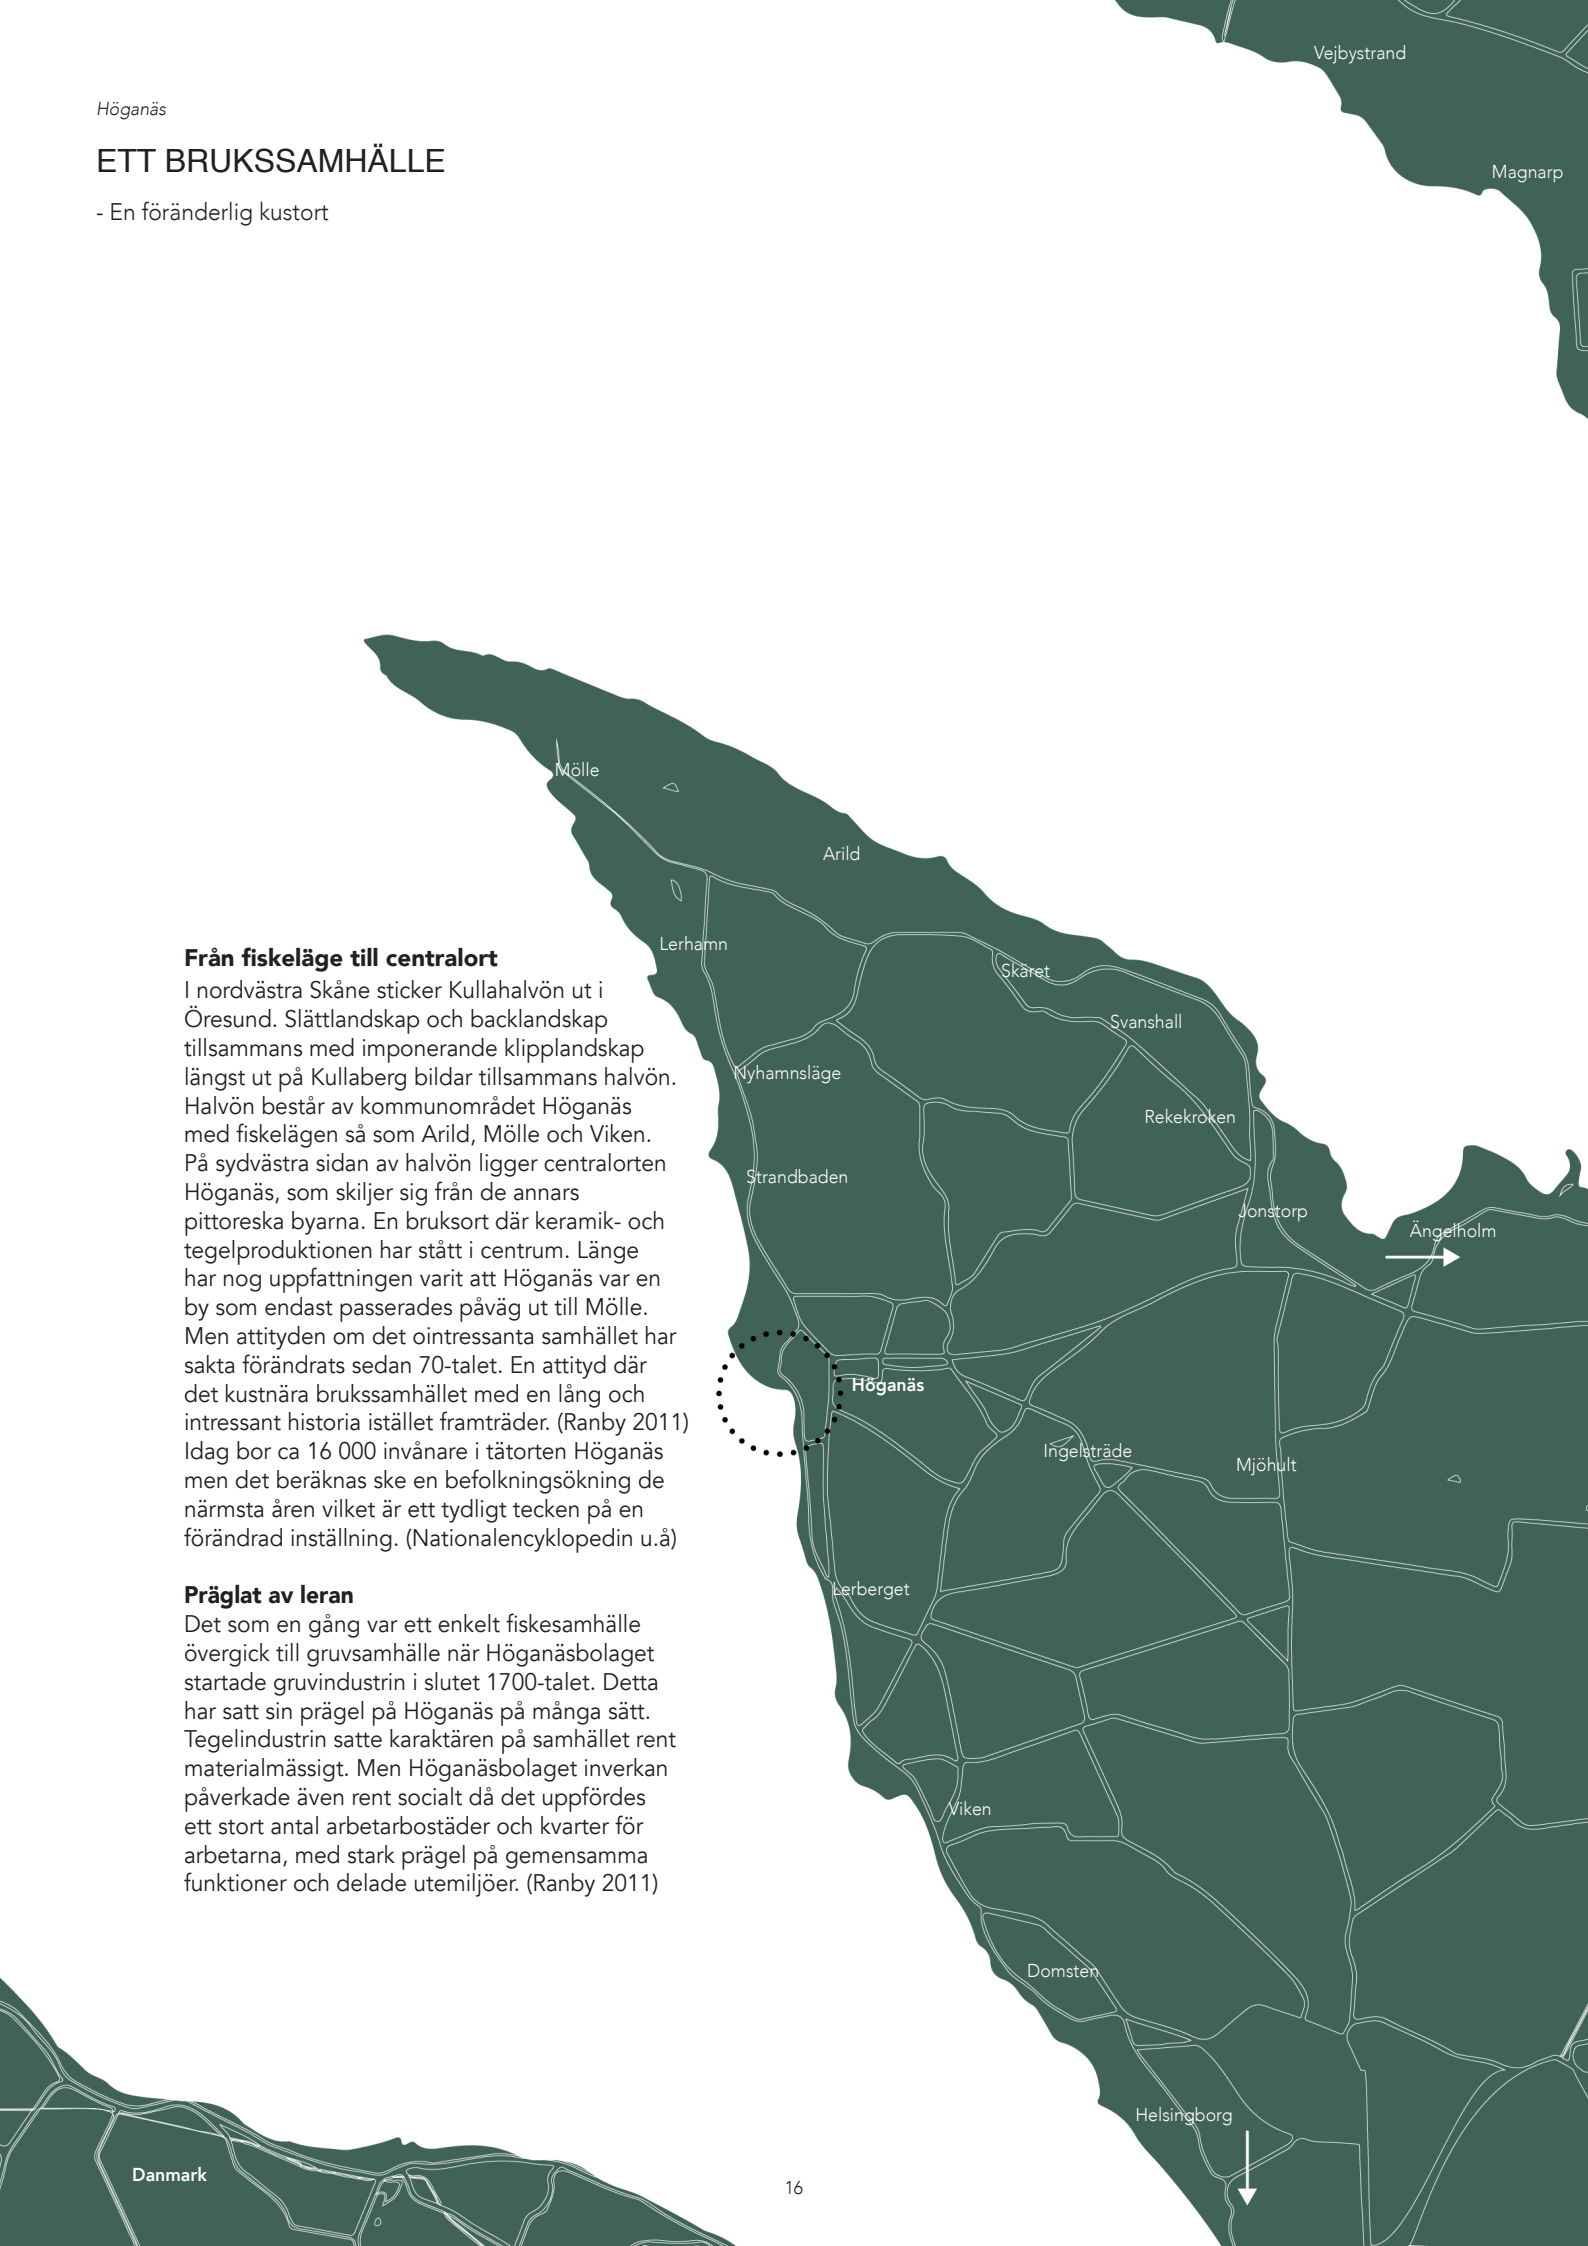 Höganäs
ETT BRUKSSAMHÄLLE
- En föränderlig kustort
Vejbystrand
Magnarp
Mölle
Arild
Lerhamn
Skäret
Svanshall
Nyhamnsläge
Rekekroken
Strandbaden
Jonstorp
Ängelholm
Höganäs
Ingelsträde
Mjöhult
Lerberget
Viken
Domsten
Helsingborg
Danmark
Från fiskeläge till centralort
I nordvästra Skåne sticker Kullahalvön ut i
Öresund. Slättlandskap och backlandskap
tillsammans med imponerande klipplandskap
längst ut på Kullaberg bildar tillsammans halvön.
Halvön består av kommunområdet Höganäs
med fiskelägen så som Arild, Mölle och Viken.
På sydvästra sidan av halvön ligger centralorten
Höganäs, som skiljer sig från de annars
pittoreska byarna. En bruksort där keramik- och
tegelproduktionen har stått i centrum. Länge
har nog uppfattningen varit att Höganäs var en
by som endast passerades påväg ut till Mölle.
Men attityden om det ointressanta samhället har
sakta förändrats sedan 70-talet. En attityd där
det kustnära brukssamhället med en lång och
intressant historia istället framträder. (Ranby 2011)
Idag bor ca 16 000 invånare i tätorten Höganäs
men det beräknas ske en befolkningsökning de
närmsta åren vilket är ett tydligt tecken på en
förändrad inställning. (Nationalencyklopedin u.å)
Präglat av leran
Det som en gång var ett enkelt fiskesamhälle
övergick till gruvsamhälle när Höganäsbolaget
startade gruvindustrin i slutet 1700-talet. Detta
har satt sin prägel på Höganäs på många sätt.
Tegelindustrin satte karaktären på samhället rent
materialmässigt. Men Höganäsbolaget inverkan
påverkade även rent socialt då det uppfördes
ett stort antal arbetarbostäder och kvarter för
arbetarna, med stark prägel på gemensamma
funktioner och delade utemiljöer. (Ranby 2011)
16